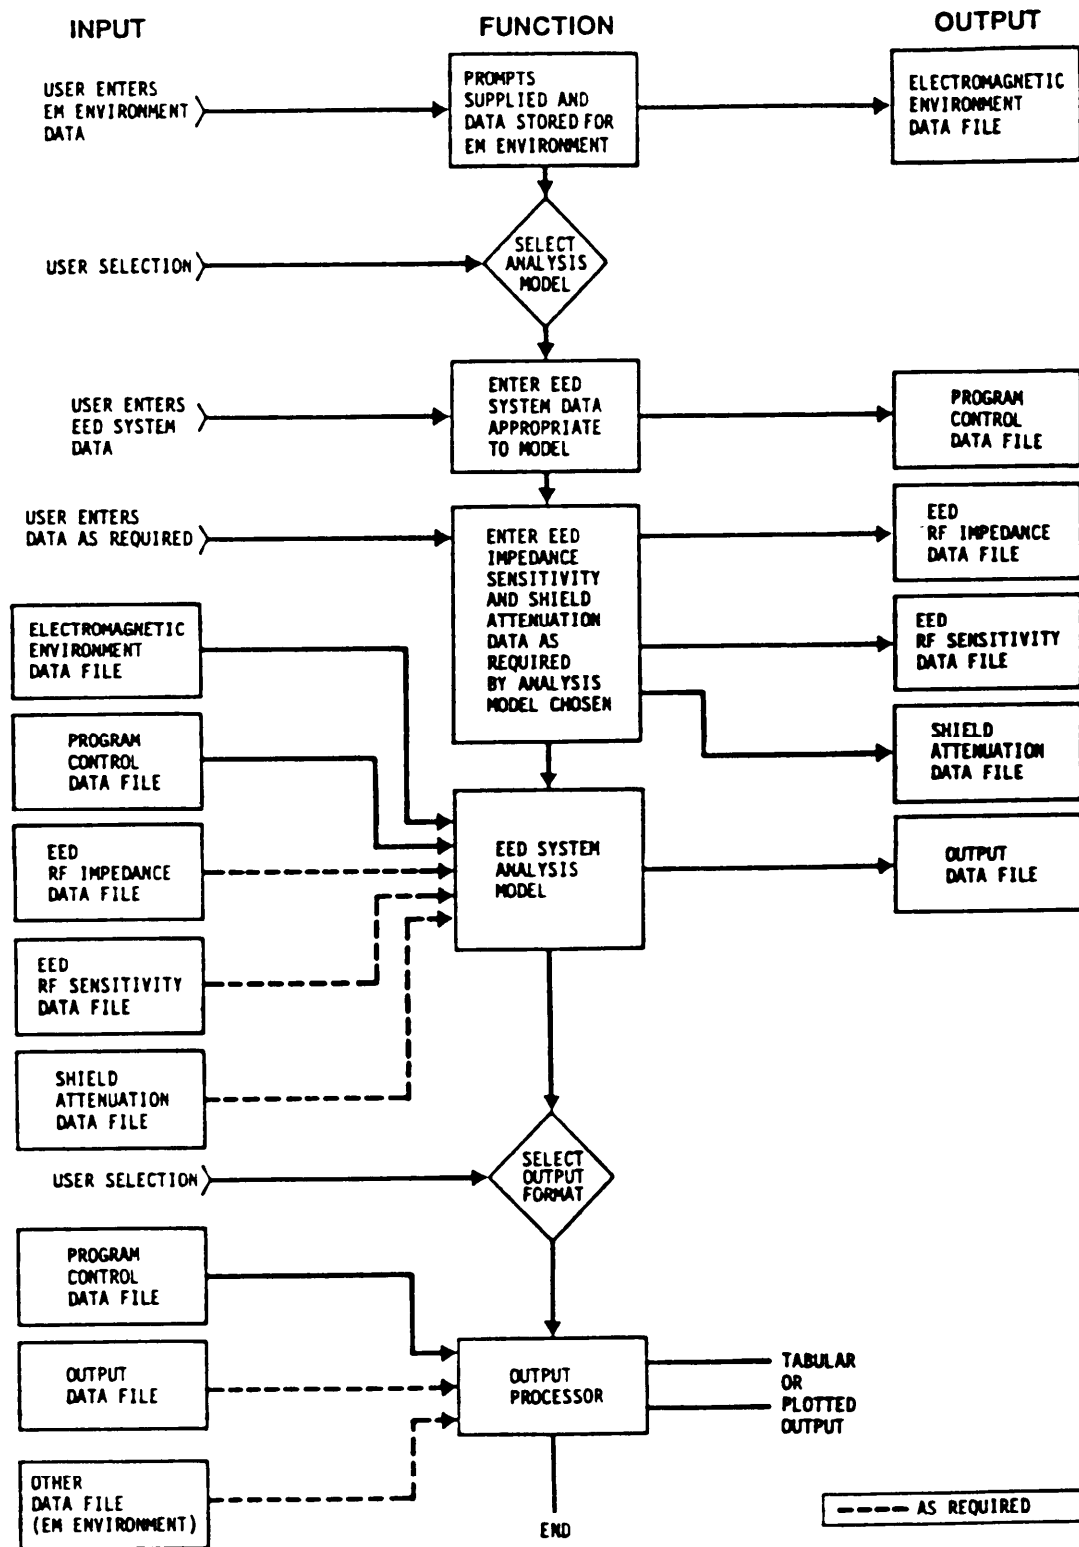 INPUT
FUNCTION
OUTPUT
USER ENTERS
EM ENVIRONMENT
DATA
PROMPTS
SUPPLIED AND
DATA STORED FOR
EM ENVIRONMENT
ELECTROMAGNETIC
ENVIRONMENT
DATA FILE
USER SELECTION
SELECT
ANALYSIS
MODEL
USER ENTERS
EED SYSTEM
DATA
ENTER EED
SYSTEM DATA
APPROPRIATE
TO MODEL
PROGRAM
CONTROL
DATA FILE
USER ENTERS
DATA AS REQUIRED
ENTER EED
IMPEDANCE
SENSITIVITY
AND SHIELD
ATTENUATION
DATA AS
REQUIRED
BY ANALYSIS
MODEL CHOSEN
EED
RF IMPEDANCE
DATA FILE
EED
RF SENSITIVITY
DATA FILE
SHIELD
ATTENUATION
DATA FILE
ELECTROMAGNETIC
ENVIRONMENT
DATA FILE
PROGRAM
CONTROL
DATA FILE
EED
RF IMPEDANCE
DATA FILE
EED
RF SENSITIVITY
DATA FILE
SHIELD
ATTENUATION
DATA FILE
EED SYSTEM
ANALYSIS
MODEL
OUTPUT
DATA FILE
USER SELECTION
SELECT
OUTPUT
FORMAT
PROGRAM
CONTROL
DATA FILE
OUTPUT
DATA FILE
OTHER
DATA FILE
(EM ENVIRONMENT)
OUTPUT
PROCESSOR
TABULAR
OR
PLOTTED
OUTPUT
END
AS REQUIRED